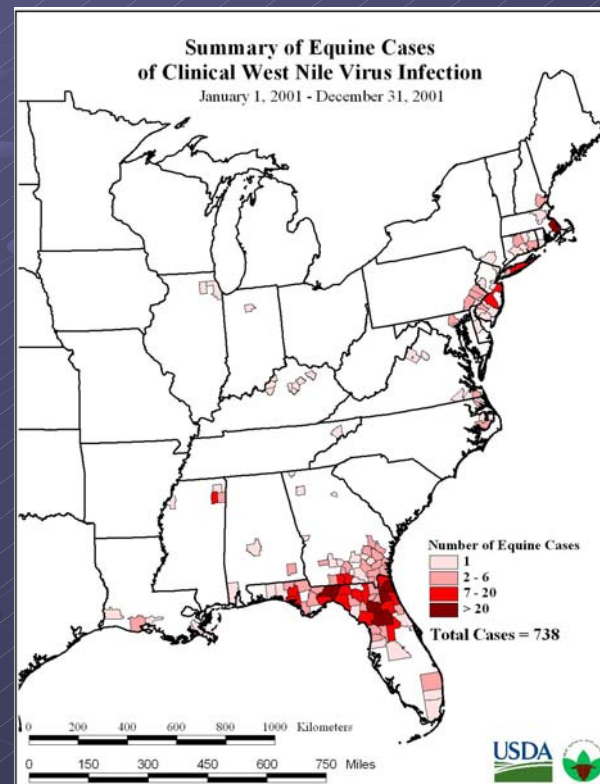 Summary of Equine Cases
of Clinical West Nile Virus Infection
January 1, 2001 - December 31, 2001
Number of Equine Cases
1
2 - 6
7 - 20
> 20
Total Cases = 738
0 200 400 600 800 1000 Kilometers
0 150 300 450 600 750 Miles
USDA